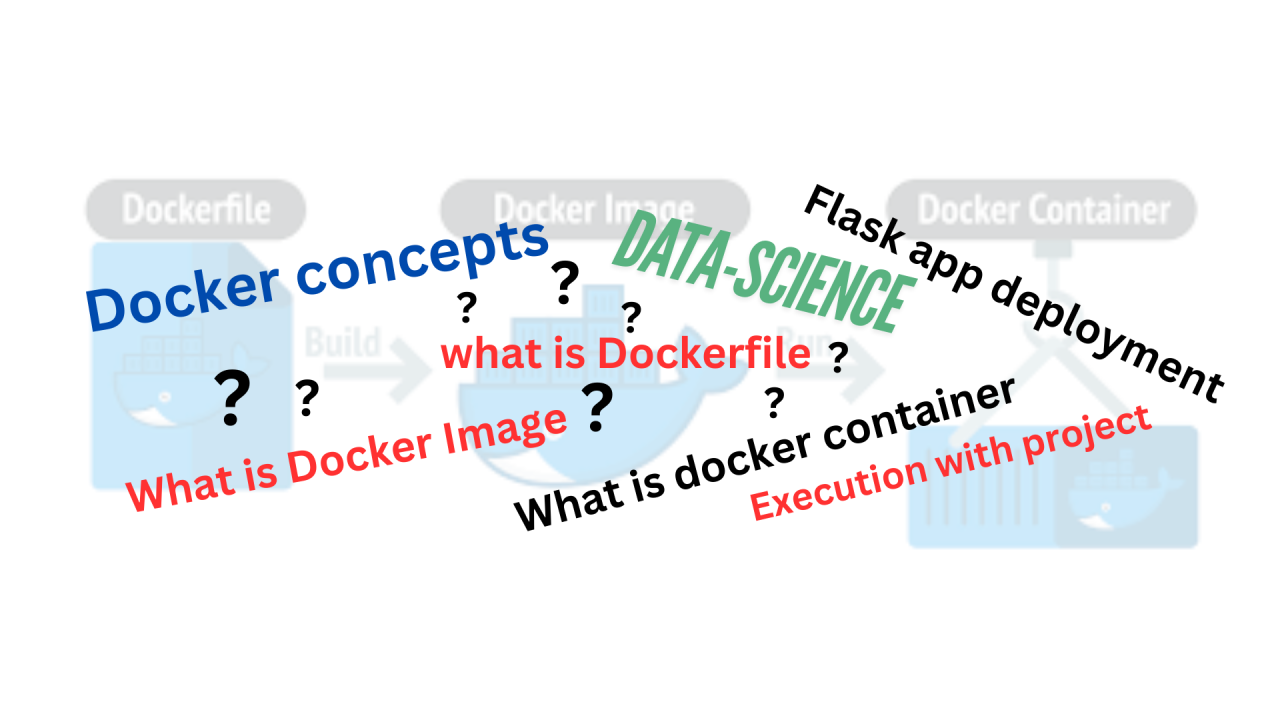 Dockerfile
Docker Image
Docker Container
Flask app deployment
Docker concepts
DATA-SCIENCE
?
?
?
Build
Run
what is Dockerfile ?
? ?
What is Docker Image ?
?
What is docker container
Execution with project